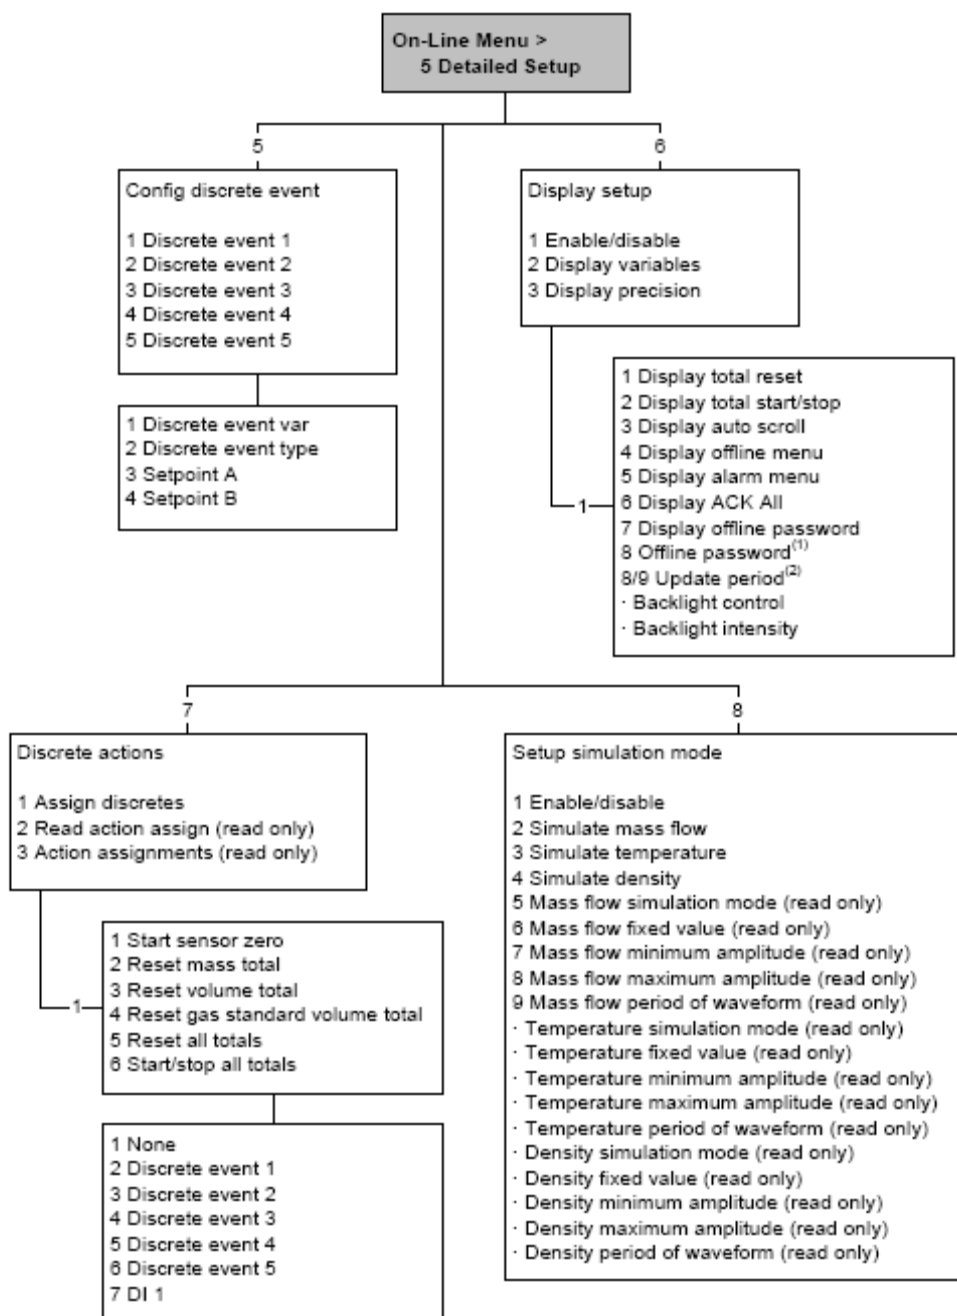 On-Line Menu >
5 Detailed Setup
5
Config discrete event
1 Discrete event 1
2 Discrete event 2
3 Discrete event 3
4 Discrete event 4
5 Discrete event 5
1 Discrete event var
2 Discrete event type
3 Setpoint A
4 Setpoint B
6
Display setup
1 Enable/disable
2 Display variables
3 Display precision
1
1 Display total reset
2 Display total start/stop
3 Display auto scroll
4 Display offline menu
5 Display alarm menu
6 Display ACK All
7 Display offline password
8 Offline password(1)
8/9 Update period(2)
· Backlight control
· Backlight intensity
7
Discrete actions
1 Assign discretes
2 Read action assign (read only)
3 Action assignments (read only)
1
1 Start sensor zero
2 Reset mass total
3 Reset volume total
4 Reset gas standard volume total
5 Reset all totals
6 Start/stop all totals
1 None
2 Discrete event 1
3 Discrete event 2
4 Discrete event 3
5 Discrete event 4
6 Discrete event 5
7 DI 1
8
Setup simulation mode
1 Enable/disable
2 Simulate mass flow
3 Simulate temperature
4 Simulate density
5 Mass flow simulation mode (read only)
6 Mass flow fixed value (read only)
7 Mass flow minimum amplitude (read only)
8 Mass flow maximum amplitude (read only)
9 Mass flow period of waveform (read only)
· Temperature simulation mode (read only)
· Temperature fixed value (read only)
· Temperature minimum amplitude (read only)
· Temperature maximum amplitude (read only)
· Temperature period of waveform (read only)
· Density simulation mode (read only)
· Density fixed value (read only)
· Density minimum amplitude (read only)
· Density maximum amplitude (read only)
· Density period of waveform (read only)